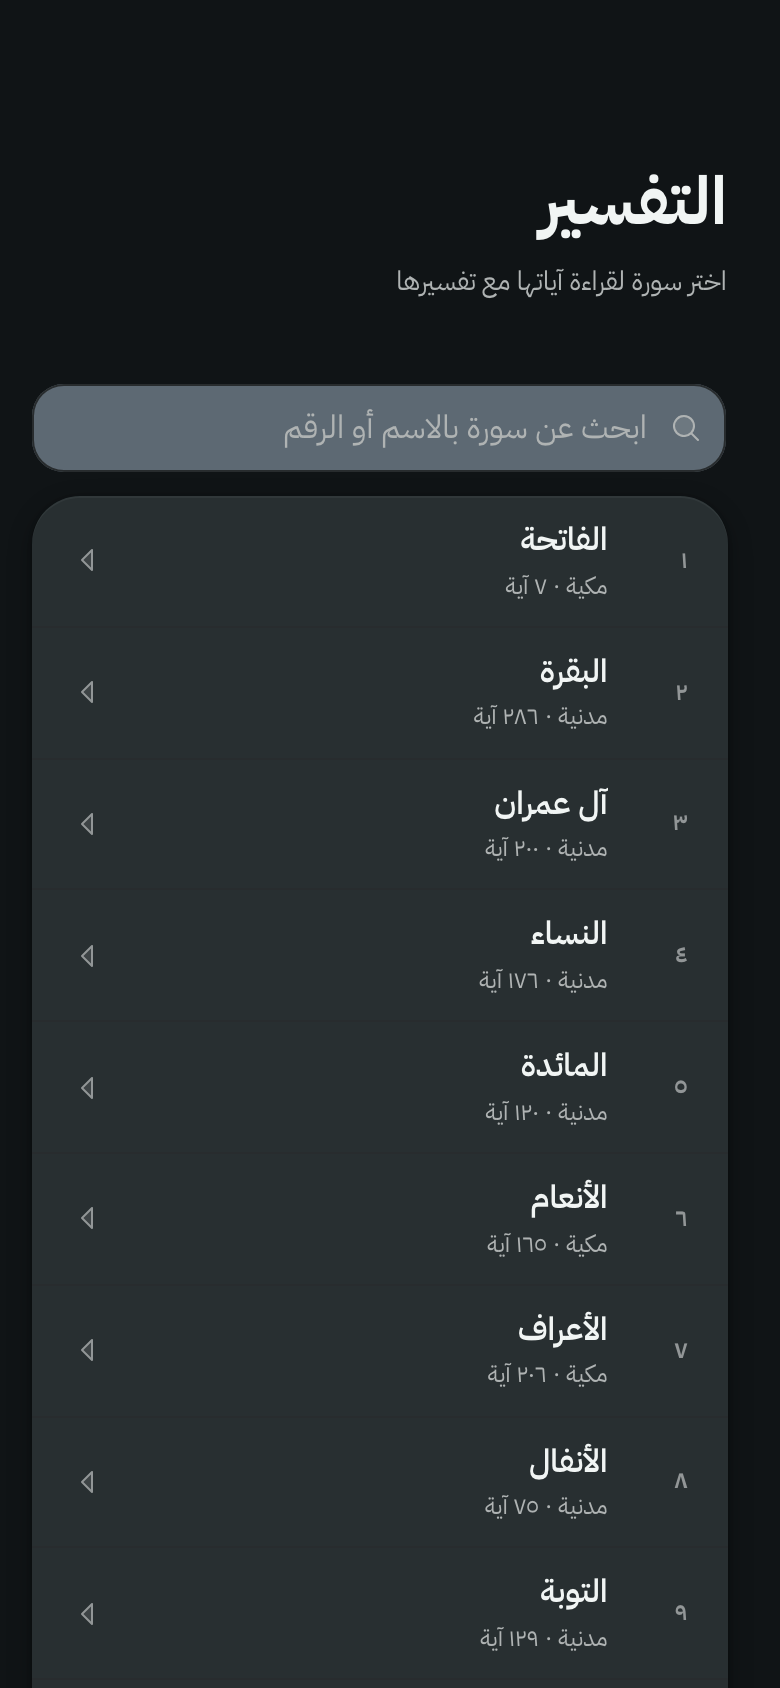 التفسير
اختر سورة لقراءة آياتها مع تفسيرها
ابحث عن سورة بالاسم أو الرقم
١
الفاتحة
مكية · ٧ آية
٢
البقرة
مدنية · ٢٨٦ آية
٣
آل عمران
مدنية · ٢٠٠ آية
٤
النساء
مدنية · ١٧٦ آية
٥
المائدة
مدنية · ١٢٠ آية
٦
الأنعام
مكية · ١٦٥ آية
٧
الأعراف
مكية · ٢٠٦ آية
٨
الأنفال
مدنية · ٧٥ آية
٩
التوبة
مدنية · ١٢٩ آية